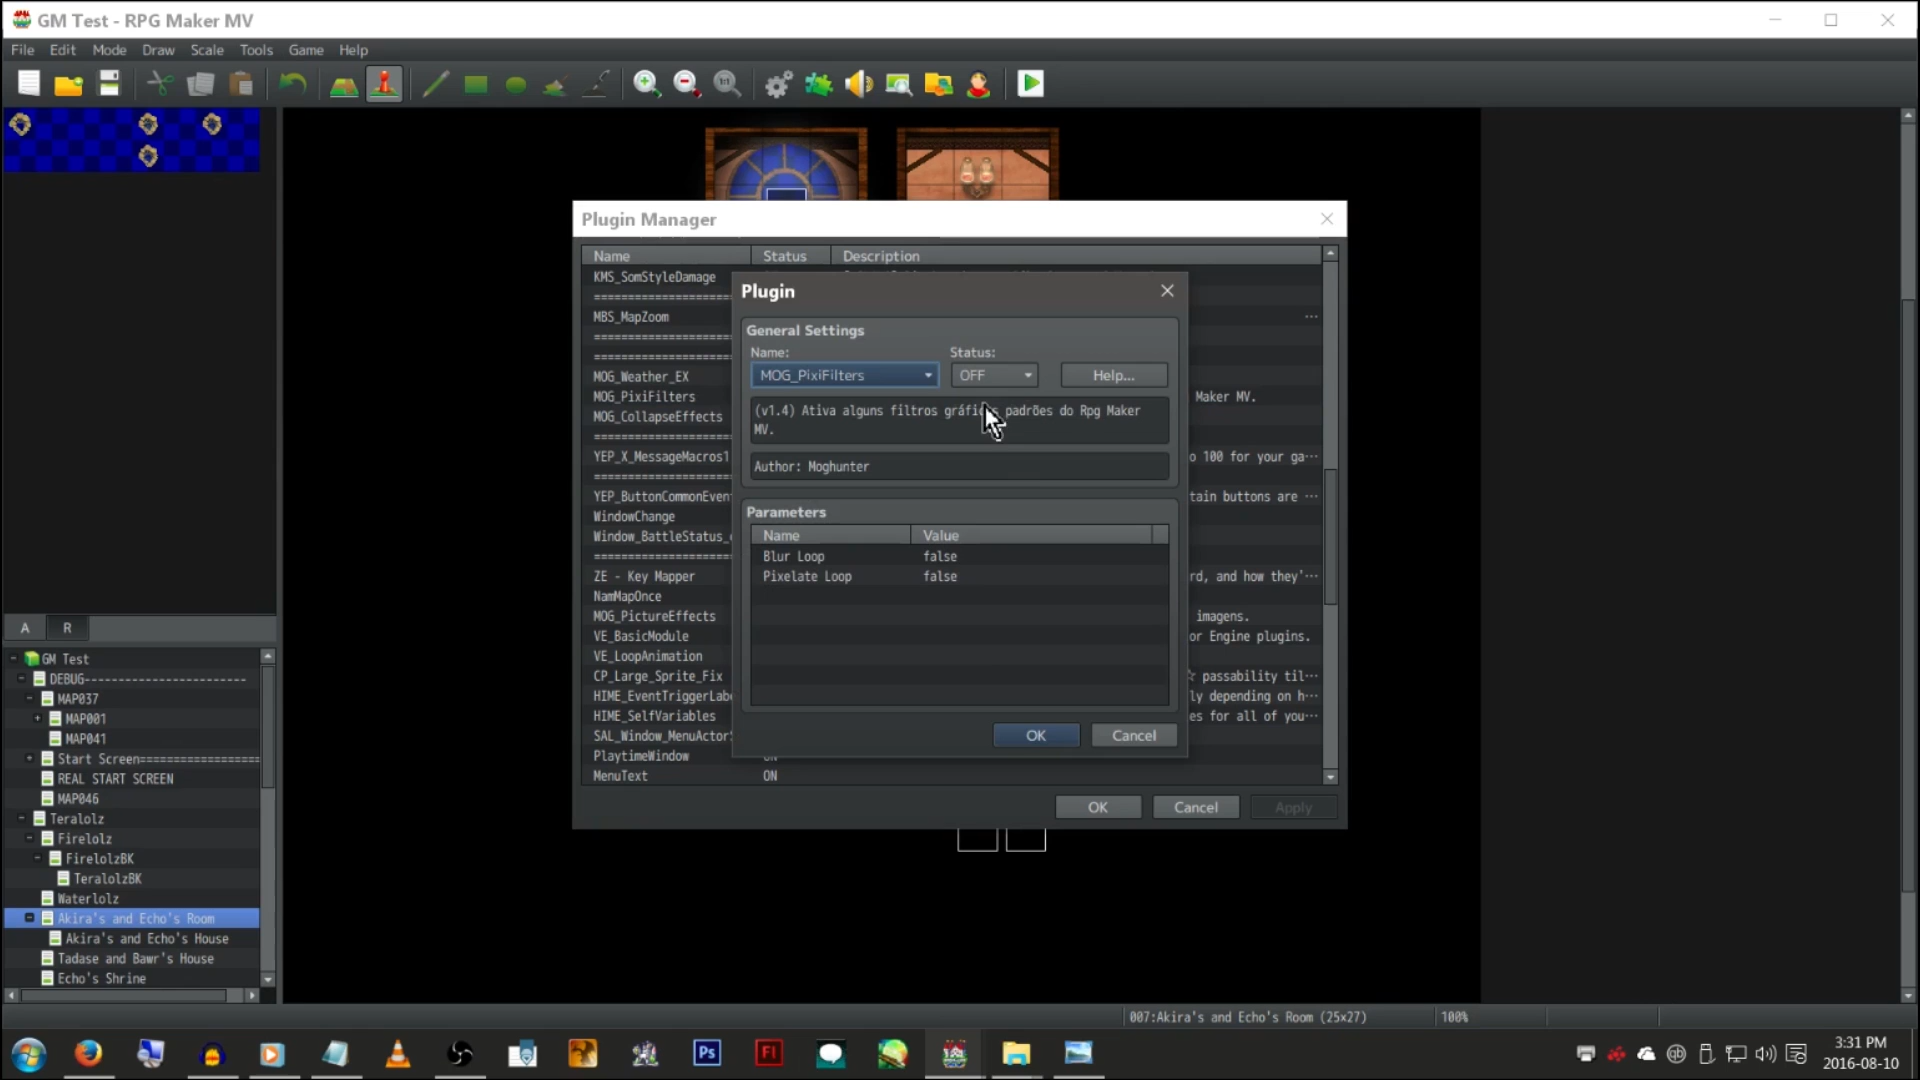 GM Test - RPG Maker MV
File Edit Mode Draw Scale Tools Game Help
Plugin Manager
Name Status Description
KMS_SomStyleDamage
MBS_MapZoom ...
MOG_Weather_EX
MOG_PixiFilters Maker MV.
MOG_CollapseEffects
YEP_X_MessageMacros1 o 100 for your ga...
YEP_ButtonCommonEven tain buttons are ...
WindowChange
Window_BattleStatus_
ZE - Key Mapper rd, and how they'...
NamMapOnce
MOG_PictureEffects imagens.
VE_BasicModule or Engine plugins.
VE_LoopAnimation
CP_Large_Sprite_Fix passability til...
HIME_EventTriggerLab ly depending on h...
HIME_SelfVariables es for all of you...
SAL_Window_MenuActor
PlaytimeWindow ON
MenuText ON
OK Cancel Apply
Plugin
General Settings
Name: Status:
MOG_PixiFilters OFF Help...
(v1.4) Ativa alguns filtros gráficos padrões do Rpg Maker
MV.
Author: Moghunter
Parameters
Name Value
Blur Loop false
Pixelate Loop false
OK Cancel
A R
GM Test
DEBUG------------------------
MAP037
MAP001
MAP041
Start Screen==================
REAL START SCREEN
MAP046
Teralolz
Firelolz
FirelolzBK
TeralolzBK
Waterlolz
Akira's and Echo's Room
Akira's and Echo's House
Tadase and Bawr's House
Echo's Shrine
007:Akira's and Echo's Room (25x27) 100%
Ps Fl
3:31 PM
2016-08-10